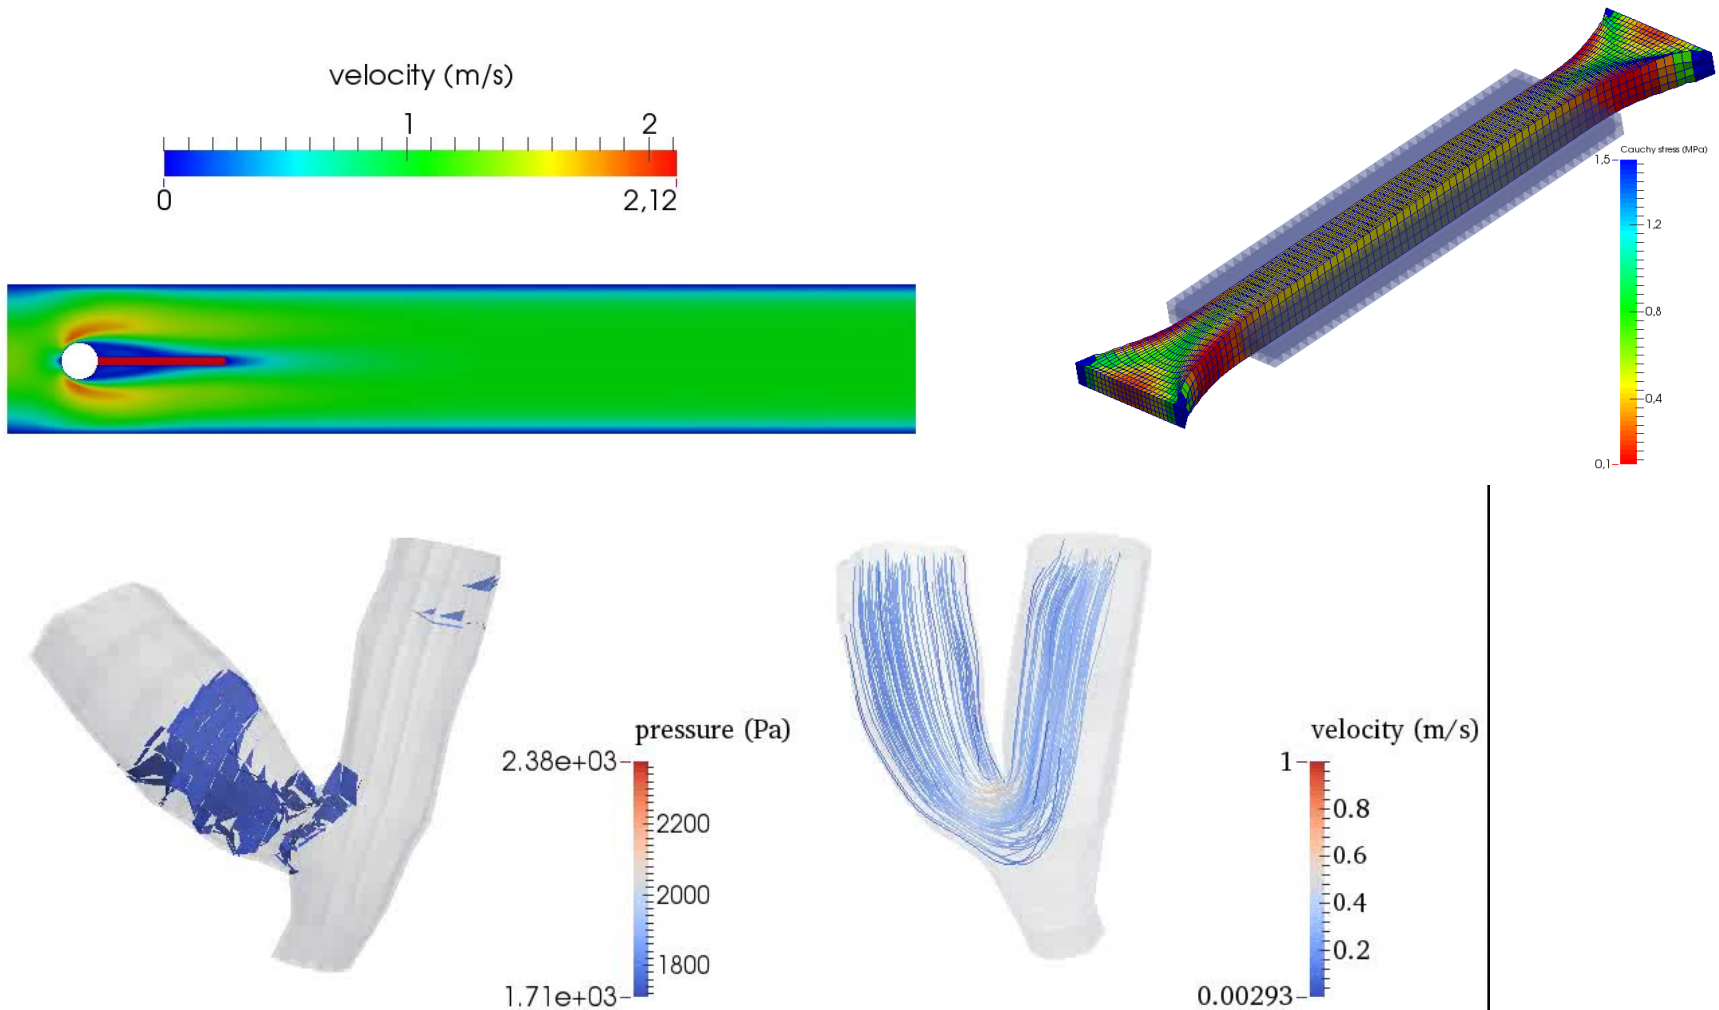 velocity (m/s)
1 2
0 2,12
Cauchy stress (MPa)
1,5
1,2
0,8
0,4
0,1
pressure (Pa)
2.38e+03
2200
2000
1800
1.71e+03
velocity (m/s)
1
0.8
0.6
0.4
0.2
0.00293